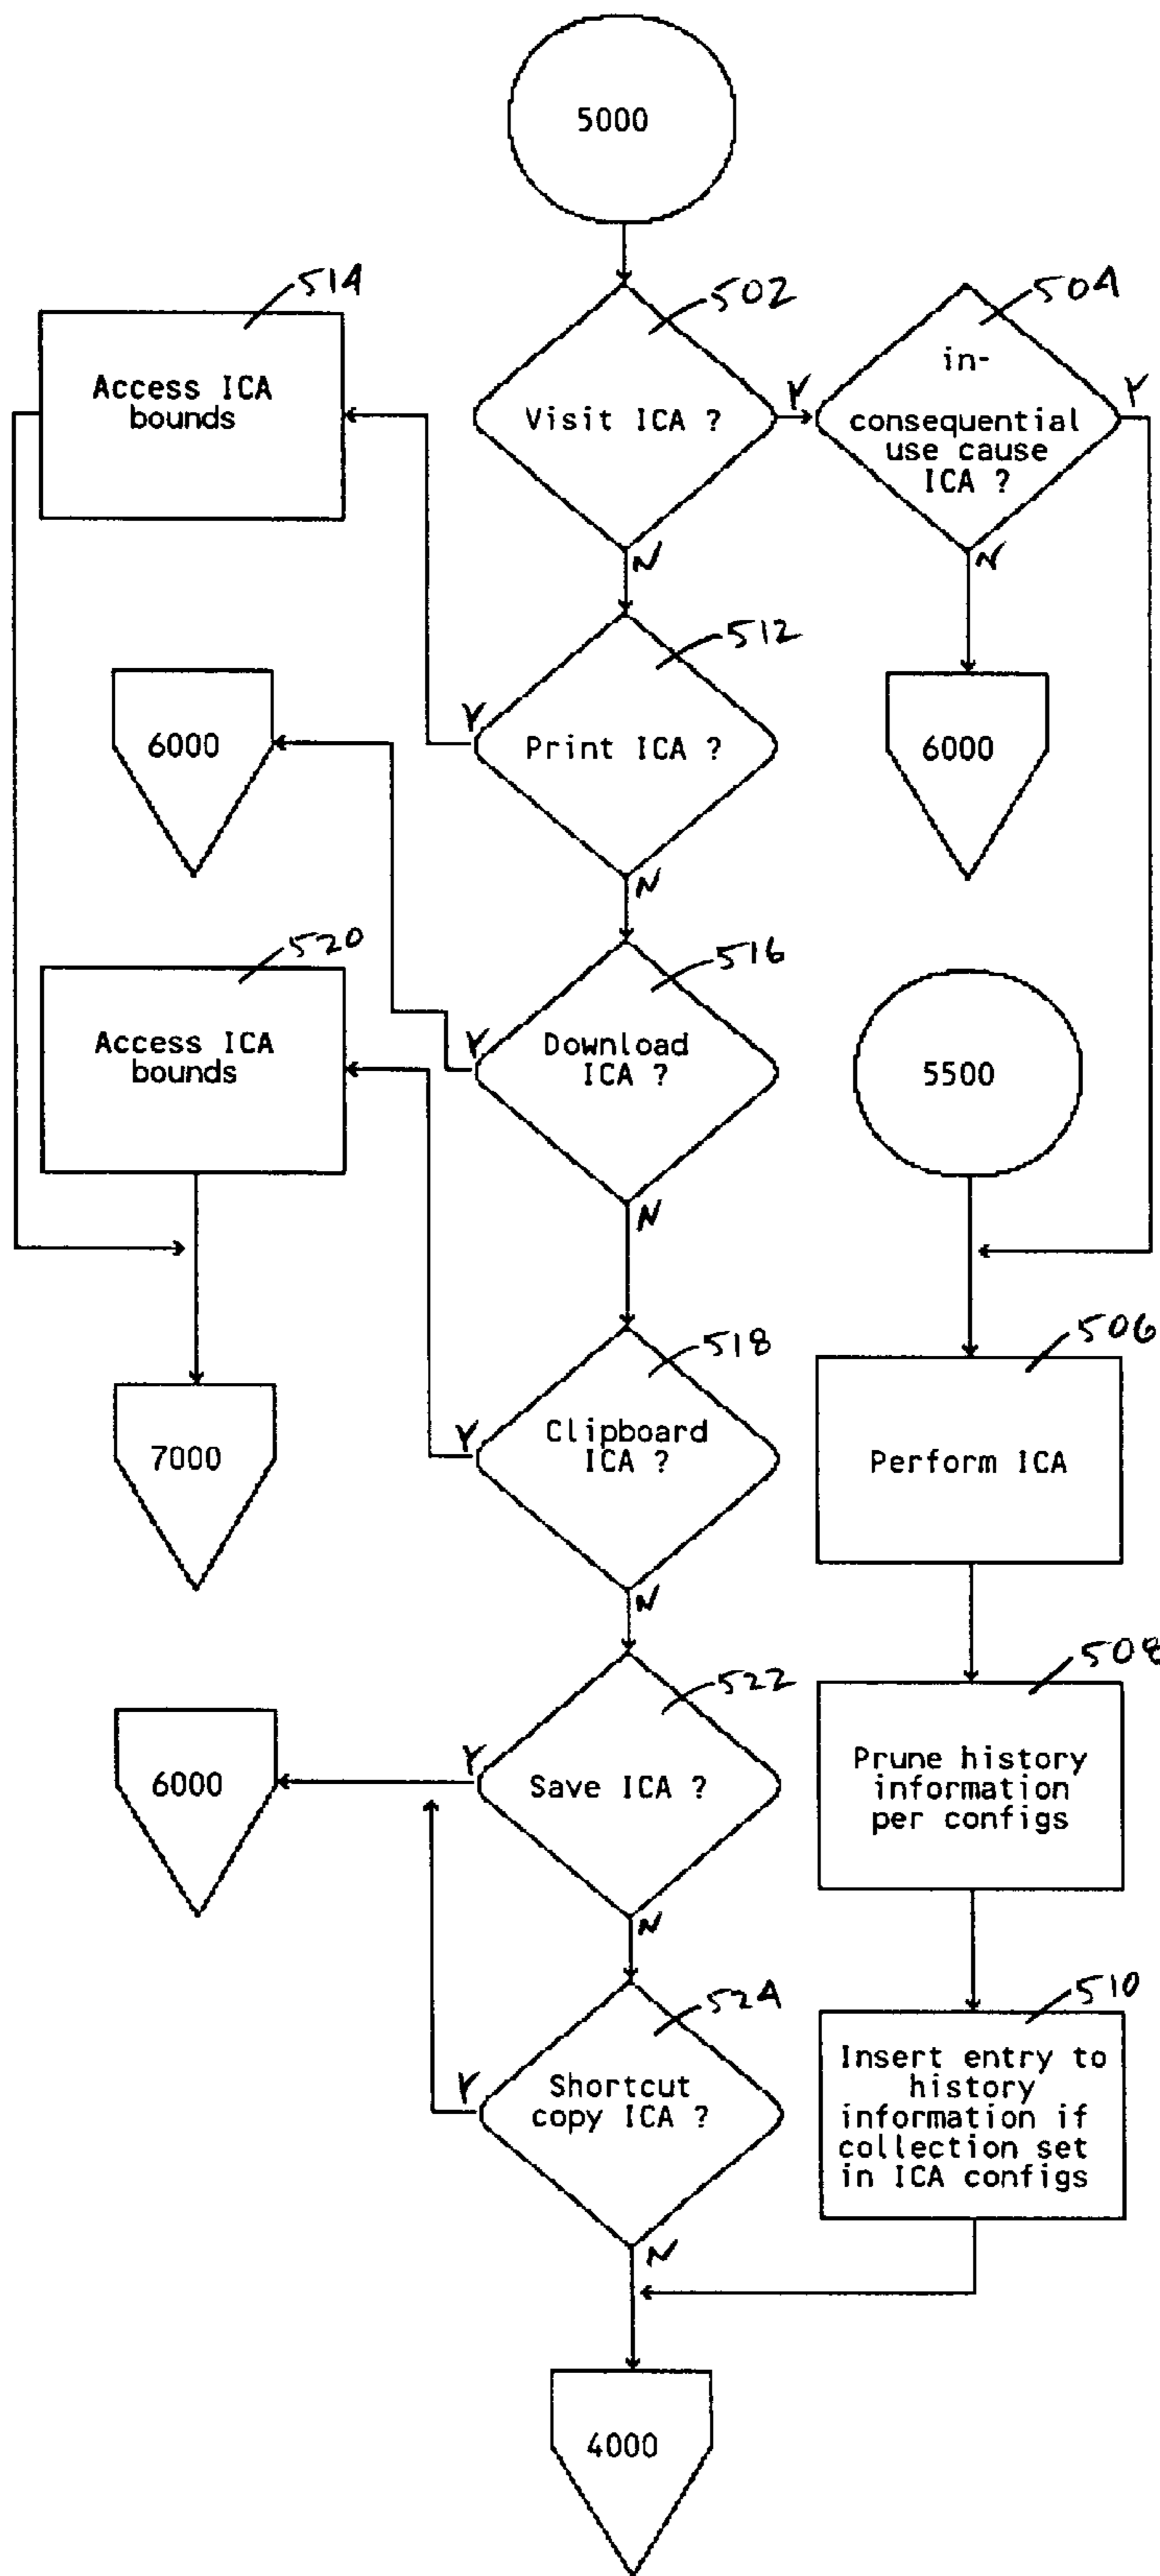 5000
514
502
504
Access ICA
bounds
Visit ICA ?
Y
in-
consequential
use cause
ICA ?
Y
N
N
512
6000
Y
Print ICA ?
6000
N
520
516
Access ICA
bounds
Y
Download
ICA ?
5500
N
518
506
7000
Y
Clipboard
ICA ?
Perform ICA
N
522
508
6000
Y
Save ICA ?
Prune history
information
per configs
N
524
510
Y
Shortcut
copy ICA ?
Insert entry to
history
information if
collection set
in ICA configs
N
4000